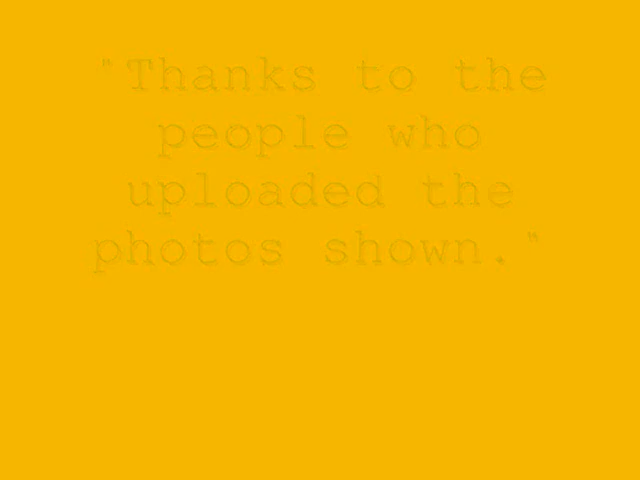 "Thanks to the
people who
uploaded the
photos shown."